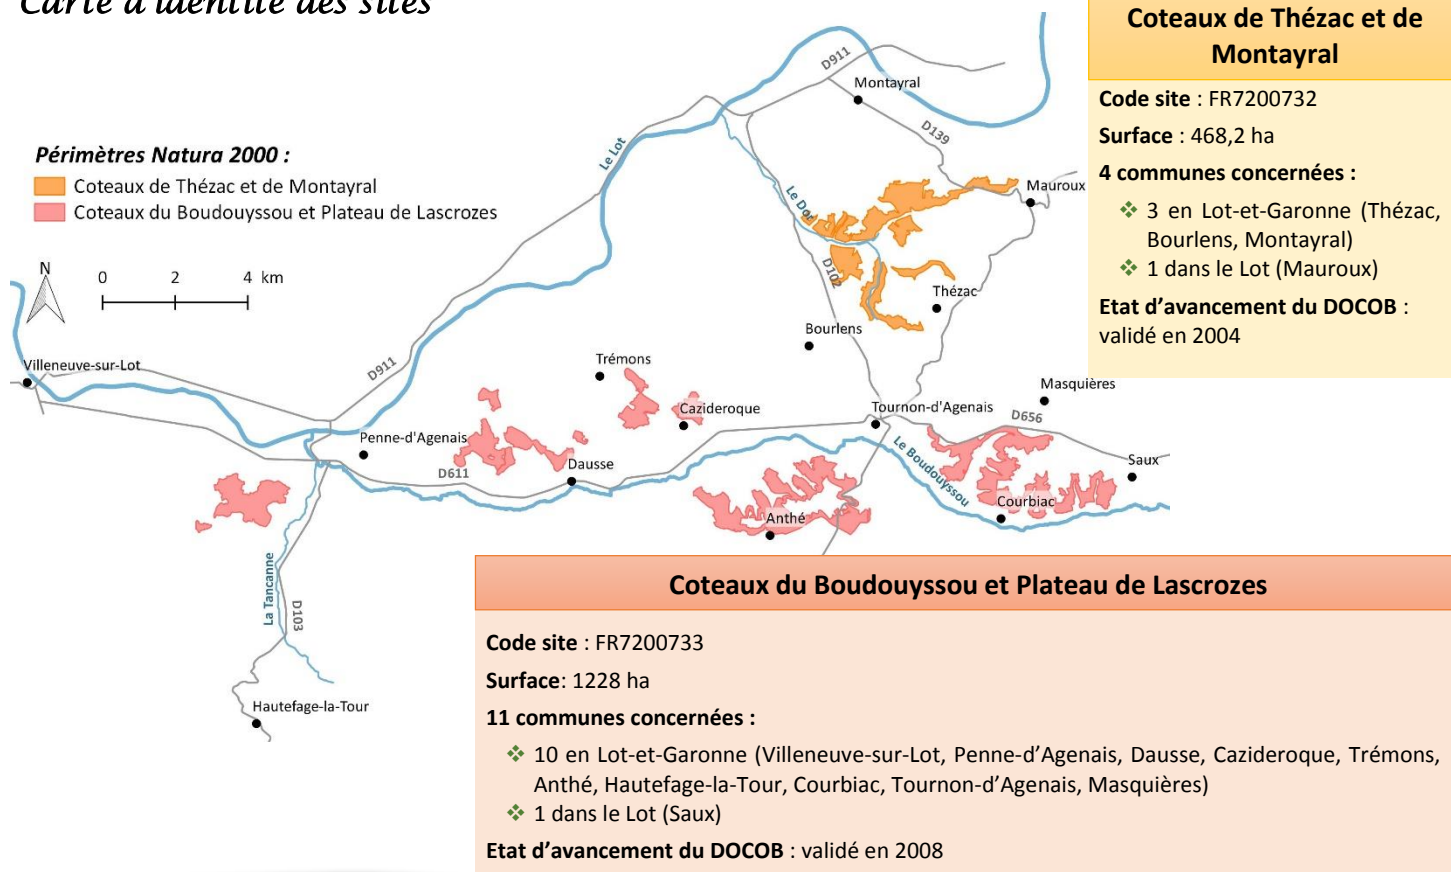 Carte d'identité des sites
Coteaux de Thézac et de
Montayral
Code site : FR7200732
Surface : 468,2 ha
4 communes concernées :
❖ 3 en Lot-et-Garonne (Thézac,
Bourlens, Montayral)
❖ 1 dans le Lot (Mauroux)
Etat d’avancement du DOCOB :
validé en 2004
Périmètres Natura 2000 :
Coteaux de Thézac et de Montayral
Coteaux du Boudouyssou et Plateau de Lascrozes
N
0 2 4 km
D911
Montayral
D139
Le Lot
Mauroux
Le Dor
D102
Thézac
Bourlens
Villeneuve-sur-Lot
D911
Trémons
Masquières
Cazideroque
Tournon-d'Agenais
D656
Penne-d'Agenais
Le Boudouyssou
Dausse
D611
Saux
Courbiac
Anthé
La Tancanne
D103
Hautefage-la-Tour
Coteaux du Boudouyssou et Plateau de Lascrozes
Code site : FR7200733
Surface: 1228 ha
11 communes concernées :
❖ 10 en Lot-et-Garonne (Villeneuve-sur-Lot, Penne-d’Agenais, Dausse, Cazideroque, Trémons,
Anthé, Hautefage-la-Tour, Courbiac, Tournon-d’Agenais, Masquières)
❖ 1 dans le Lot (Saux)
Etat d’avancement du DOCOB : validé en 2008